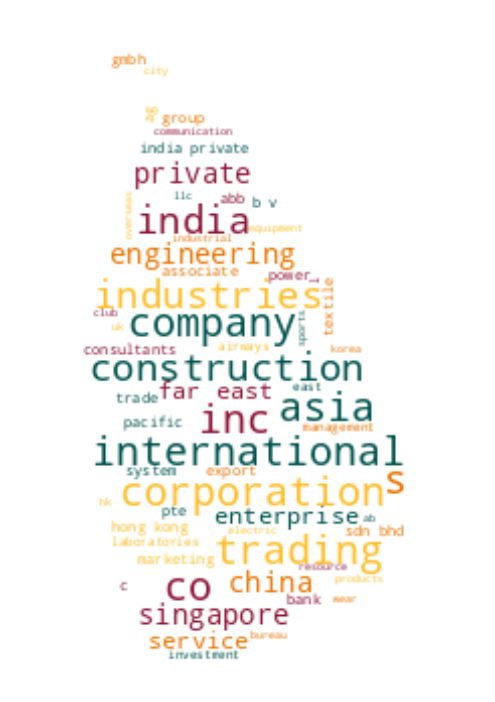 gmbh
city
ag group
communication
india private
private
llc abb b v
overseas
india equipment
industrial
engineering
associate power
industries textile
club
uk company sports
consultants airways korea
construction
far east east
trade
inc asia
pacific management
international
system export s
corporation
hk
pte enterprise ab
hong kong electric sdn bhd
laboratories
trading
marketing
resource
co china products
c bank wear
singapore
service bureau
investment